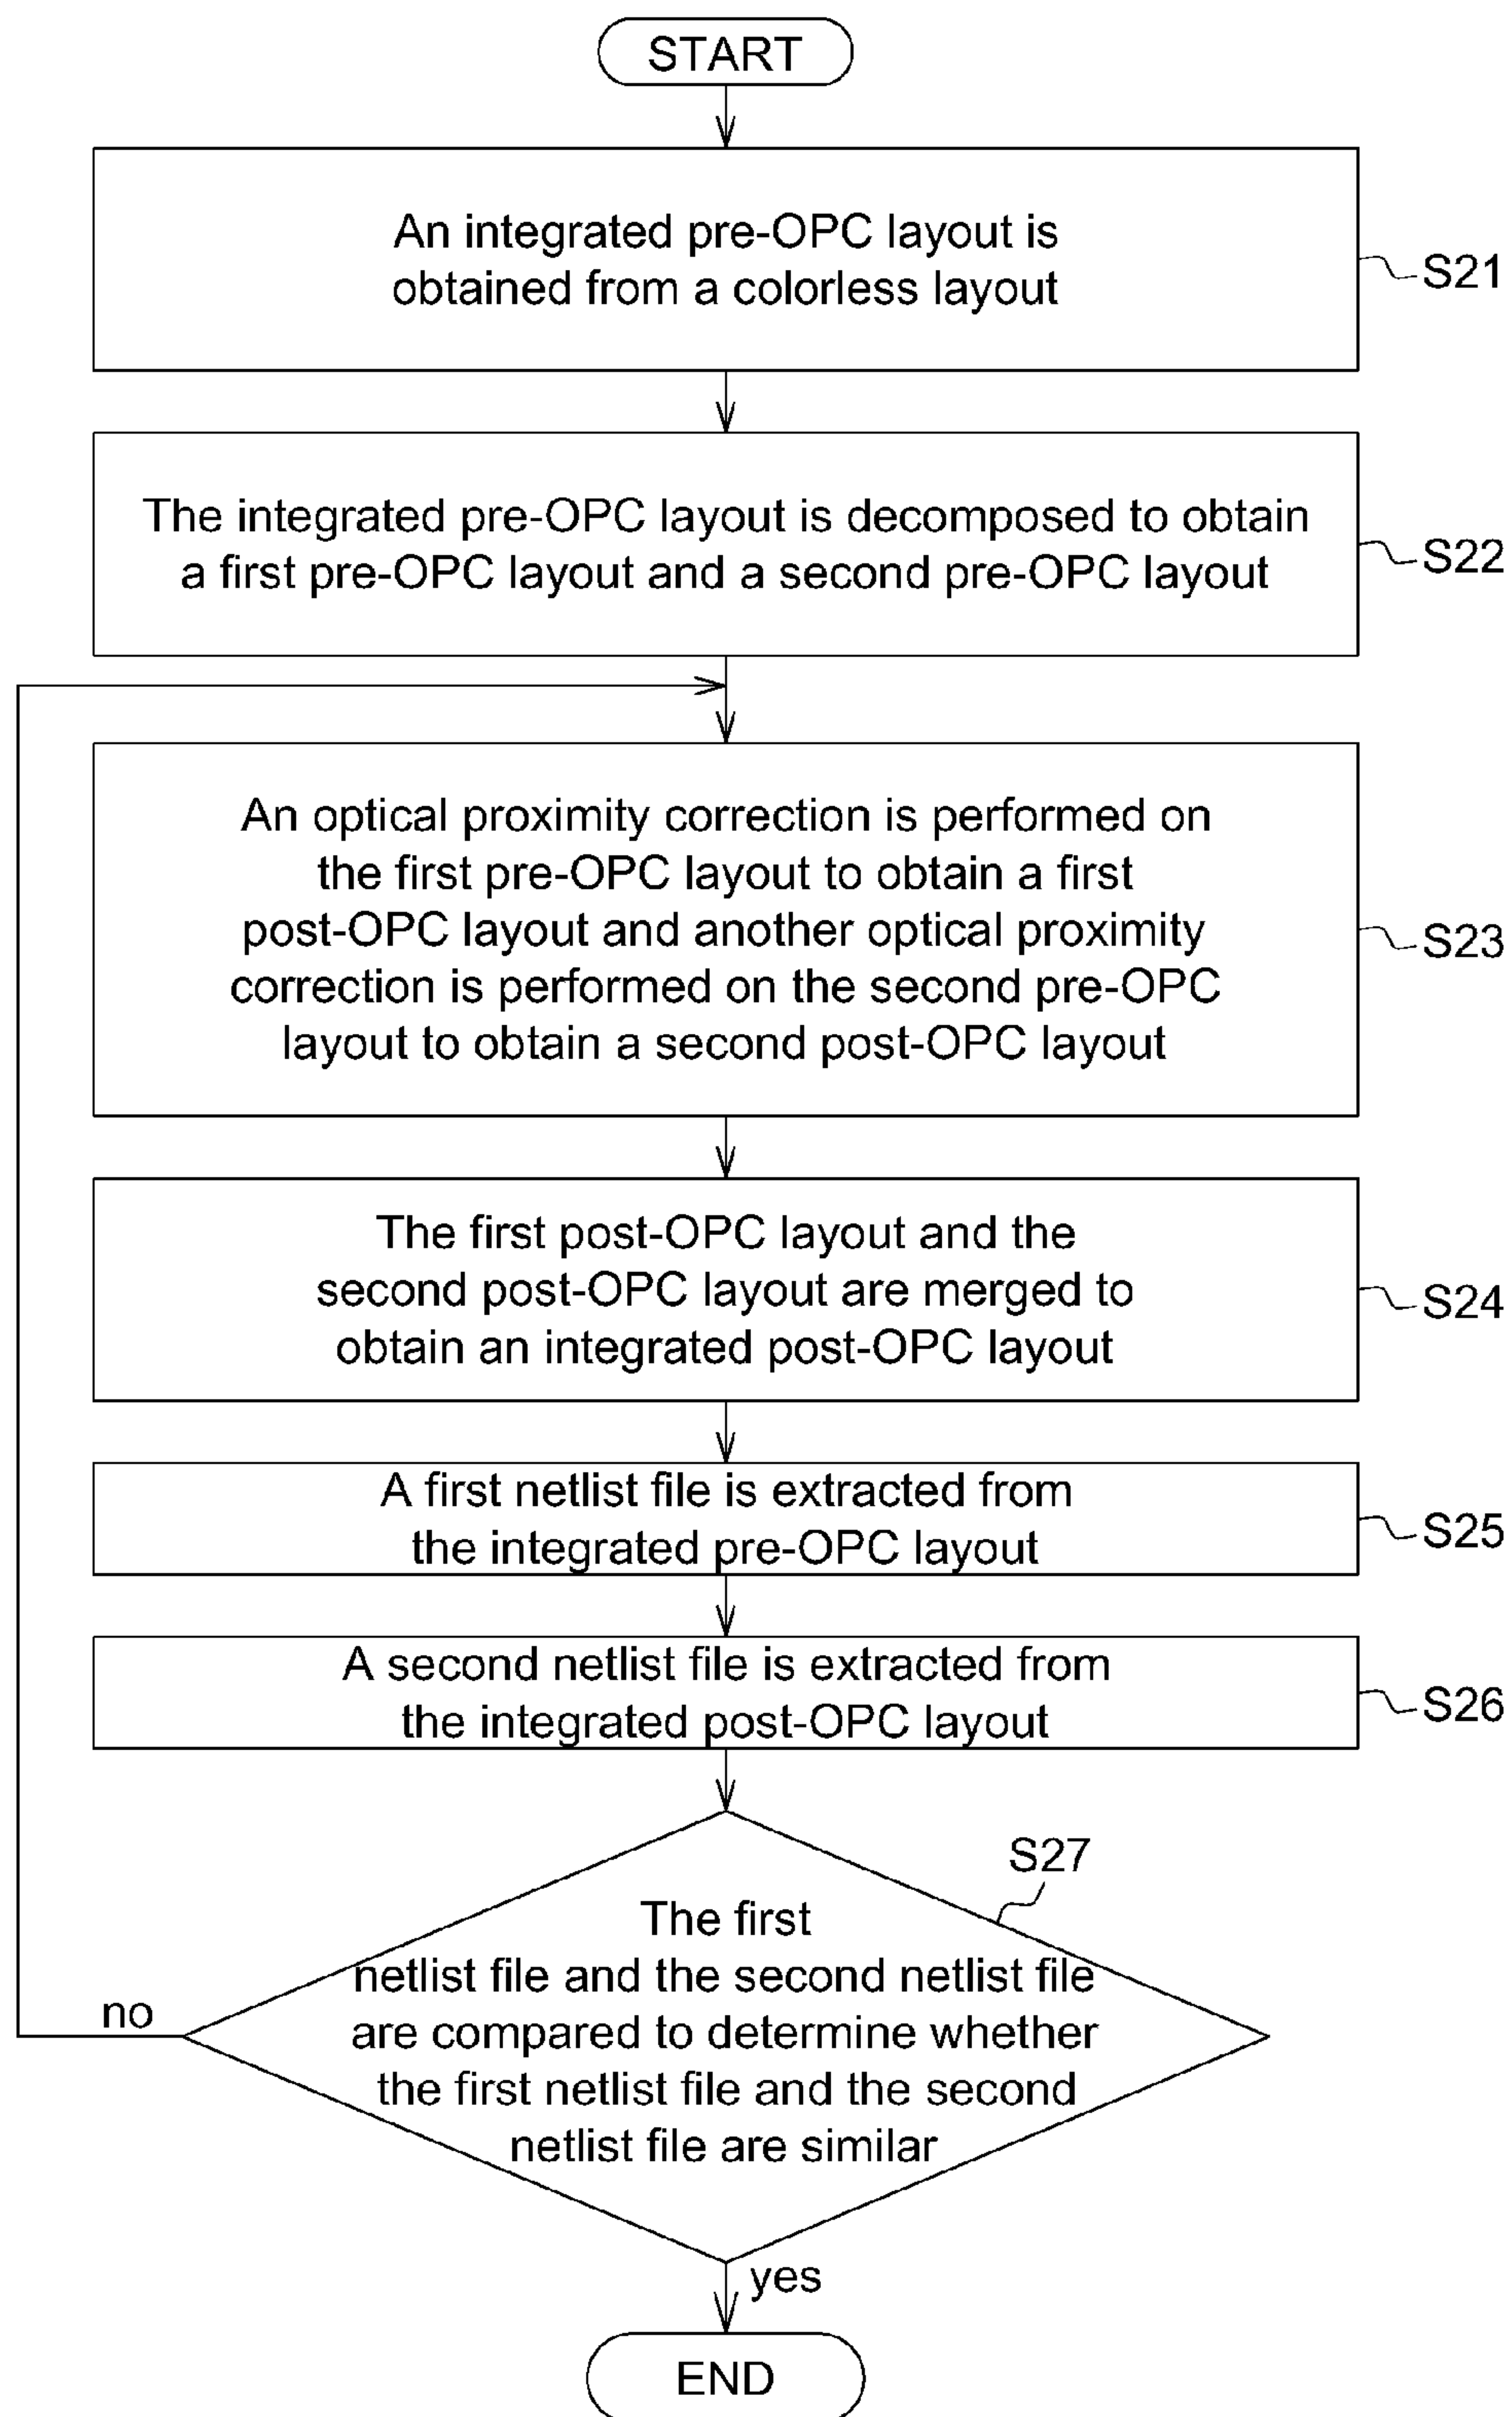 START
An integrated pre-OPC layout is
obtained from a colorless layout
S21
The integrated pre-OPC layout is decomposed to obtain
a first pre-OPC layout and a second pre-OPC layout
S22
An optical proximity correction is performed on
the first pre-OPC layout to obtain a first
post-OPC layout and another optical proximity
correction is performed on the second pre-OPC
layout to obtain a second post-OPC layout
S23
The first post-OPC layout and the
second post-OPC layout are merged to
obtain an integrated post-OPC layout
S24
A first netlist file is extracted from
the integrated pre-OPC layout
S25
A second netlist file is extracted from
the integrated post-OPC layout
S26
S27
The first
netlist file and the second netlist file
are compared to determine whether
the first netlist file and the second
netlist file are similar
no
yes
END